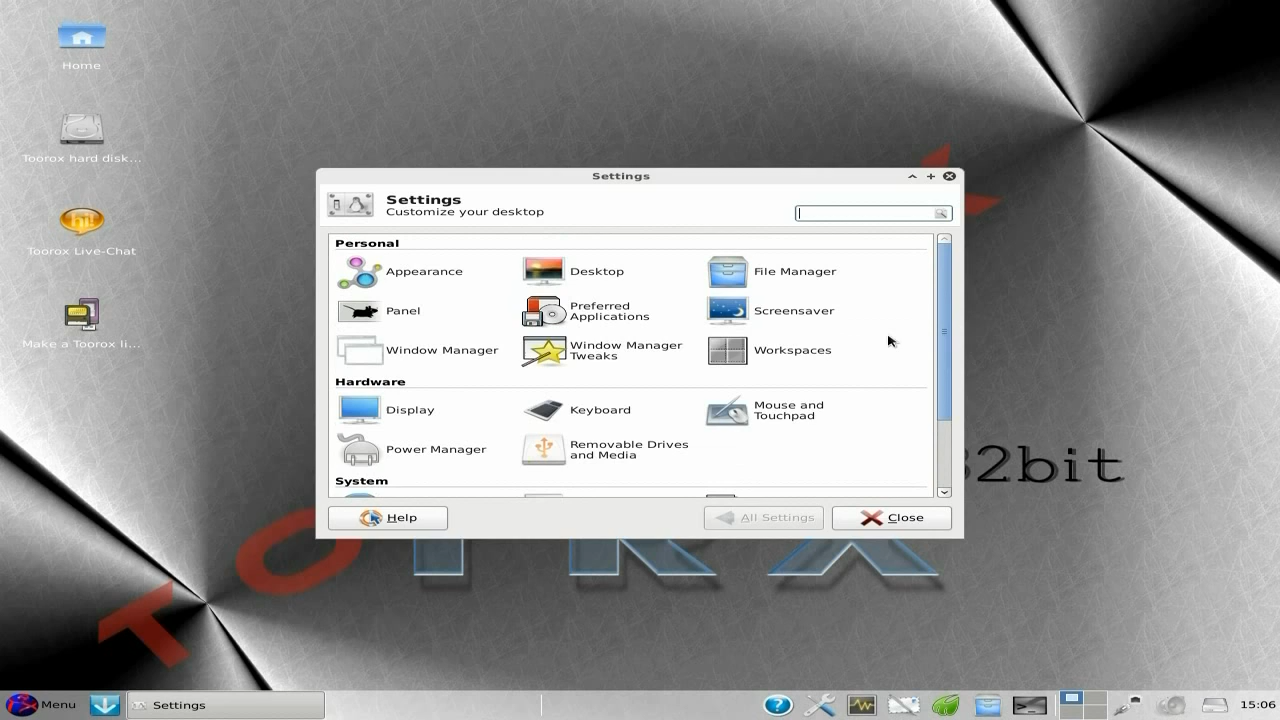 Home
Toorox hard disk...
Toorox Live-Chat
Make a Toorox li...
Settings
Settings
Customize your desktop
Personal
Appearance
Desktop
File Manager
Panel
Preferred
Applications
Screensaver
Window Manager
Window Manager
Tweaks
Workspaces
Hardware
Display
Keyboard
Mouse and
Touchpad
Power Manager
Removable Drives
and Media
System
Help
All Settings
Close
2bit
Menu
Settings
15:06